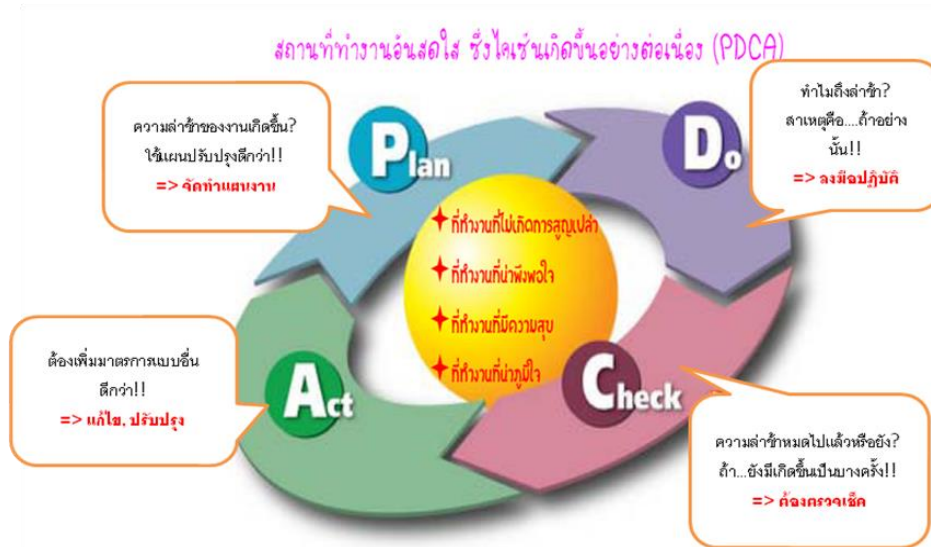 สถานที่ทำงานอันสดใส ซึ่งไคเซ็นเกิดขึ้นอย่างต่อเนื่อง (PDCA)
ความล่าช้าของงานเกิดขึ้น?
ใช้แผนปรับปรุงดีกว่า!!
=> จัดทำแผนงาน
Plan
Do
ทำไมถึงล่าช้า?
สาเหตุคือ....ถ้าอย่าง
นั้น!!
=> ลงมือปฏิบัติ
ที่ทำงานที่ไม่เกิดการสูญเปล่า
ที่ทำงานที่น่าพึงพอใจ
ที่ทำงานที่มีความสุข
ที่ทำงานที่น่าภูมิใจ
ต้องเพิ่มมาตรการแบบอื่น
ดีกว่า!!
=> แก้ไข, ปรับปรุง
Act
Check
ความล่าช้าหมดไปแล้วหรือยัง?
ถ้า...ยังมีเกิดขึ้นเป็นบางครั้ง!!
=> ต้องตรวจเช็ค